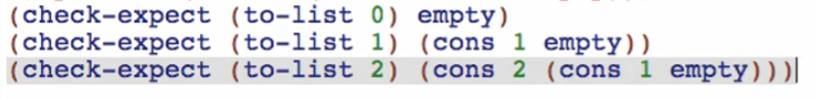 (check-expect (to-list 0) empty)
(check-expect (to-list 1) (cons 1 empty))
(check-expect (to-list 2) (cons 2 (cons 1 empty)))